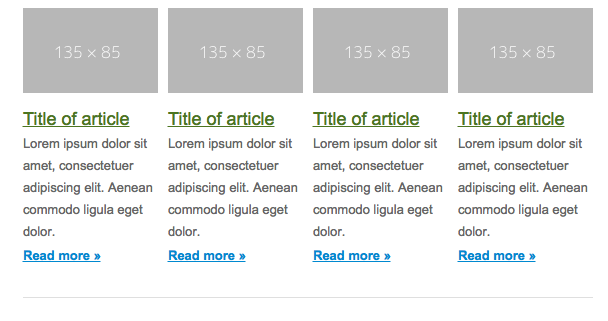 135 × 85
Title of article
Lorem ipsum dolor sit
amet, consectetuer
adipiscing elit. Aenean
commodo ligula eget
dolor.
Read more »
135 × 85
Title of article
Lorem ipsum dolor sit
amet, consectetuer
adipiscing elit. Aenean
commodo ligula eget
dolor.
Read more »
135 × 85
Title of article
Lorem ipsum dolor sit
amet, consectetuer
adipiscing elit. Aenean
commodo ligula eget
dolor.
Read more »
135 × 85
Title of article
Lorem ipsum dolor sit
amet, consectetuer
adipiscing elit. Aenean
commodo ligula eget
dolor.
Read more »